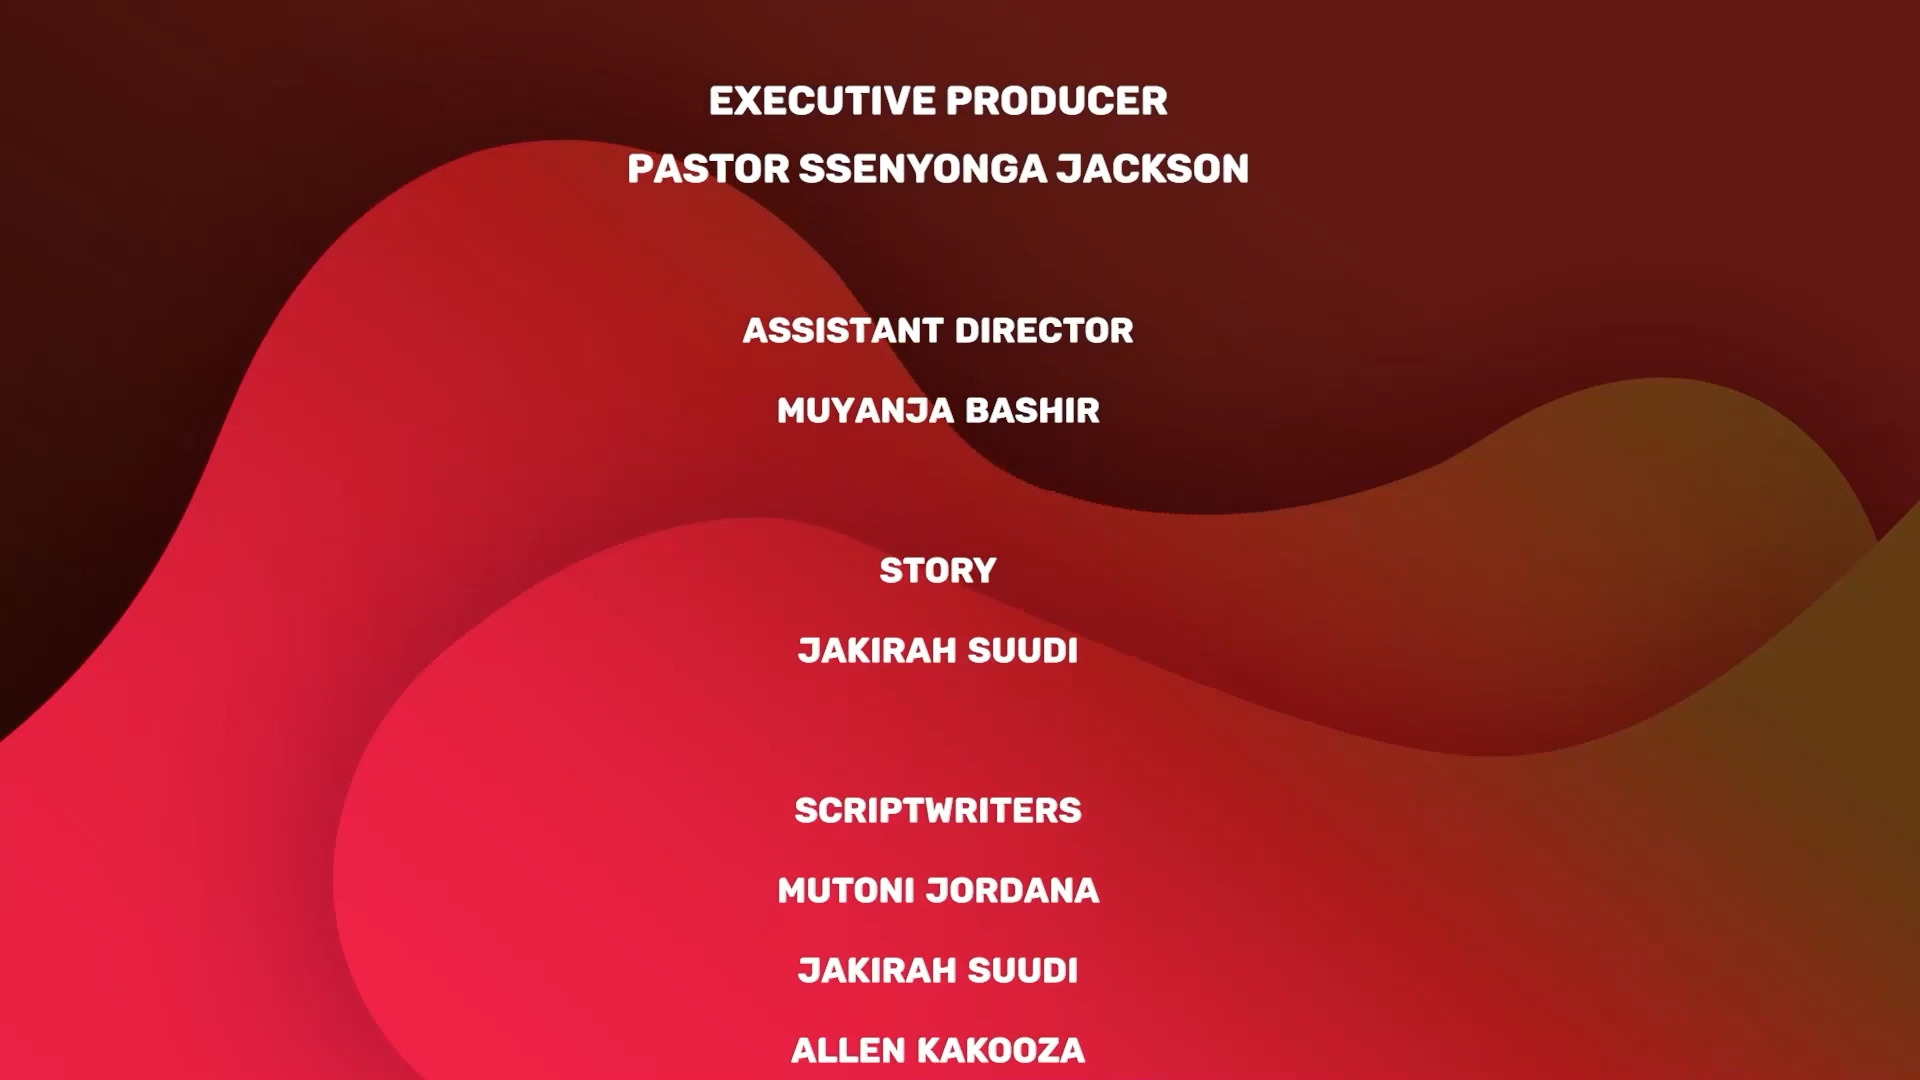 EXECUTIVE PRODUCER
PASTOR SSENYONGA JACKSON
ASSISTANT DIRECTOR
MUYANJA BASHIR
STORY
JAKIRAH SUUDI
SCRIPTWRITERS
MUTONI JORDANA
JAKIRAH SUUDI
ALLEN KAKOOZA